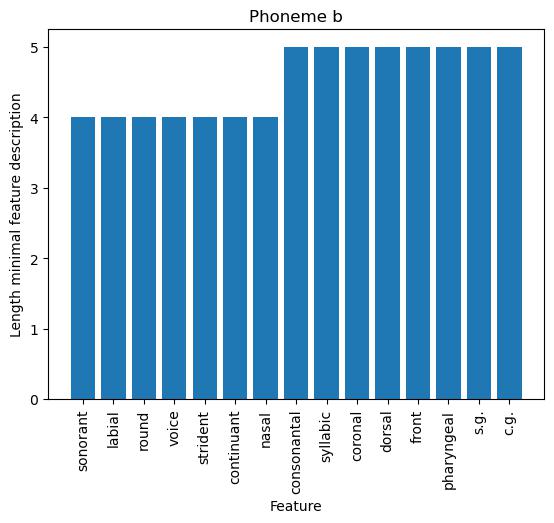 Phoneme b
Length minimal feature description
5
4
3
2
1
0
sonorant
labial
round
voice
strident
continuant
nasal
consonantal
syllabic
coronal
dorsal
front
pharyngeal
s.g.
c.g.
Feature